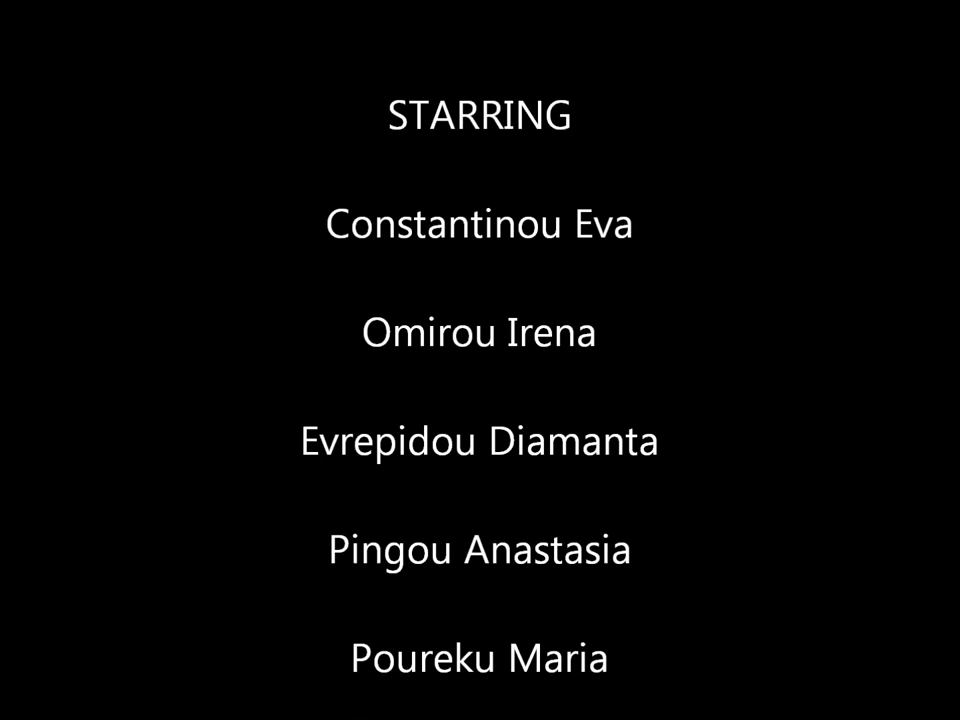 STARRING
Constantinou Eva
Omirou Irena
Evrepidou Diamanta
Pingou Anastasia
Poureku Maria